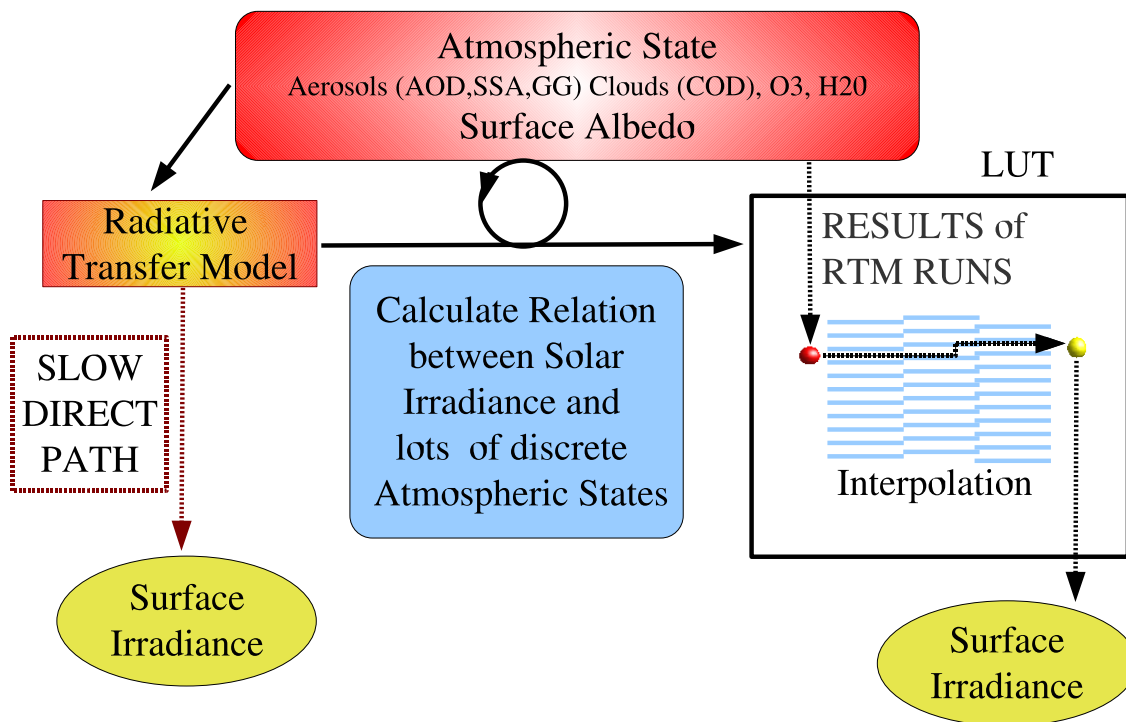 Atmospheric State
Aerosols (AOD,SSA,GG) Clouds (COD), O3, H20
Surface Albedo
LUT
Radiative
Transfer Model
RESULTS of
RTM RUNS
Calculate Relation
between Solar
Irradiance and
lots of discrete
Atmospheric States
SLOW
DIRECT
PATH
Interpolation
Surface
Irradiance
Surface
Irradiance